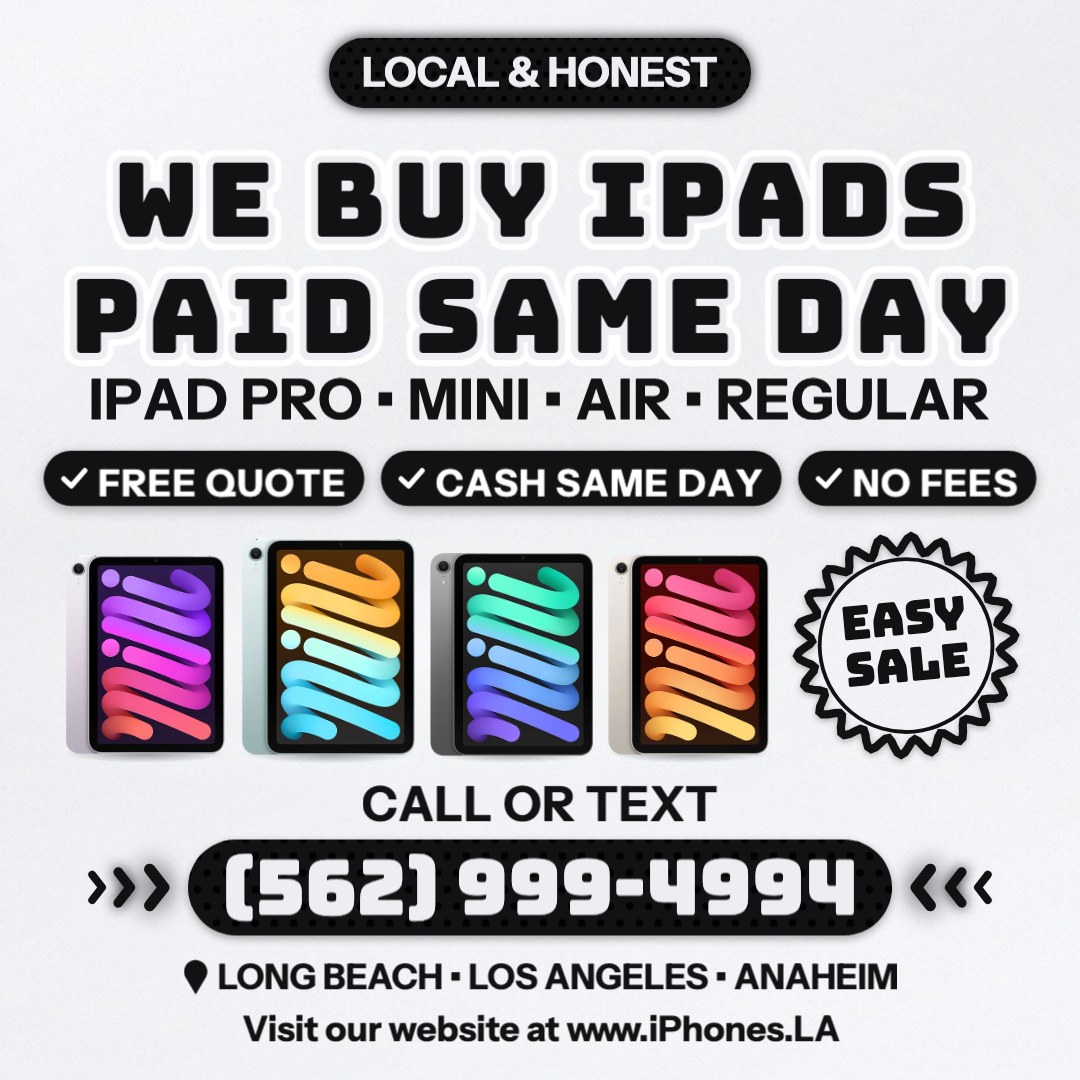 LOCAL & HONEST
WE BUY IPADS
PAID SAME DAY
IPAD PRO ▪ MINI ▪ AIR ▪ REGULAR
✓ FREE QUOTE
✓ CASH SAME DAY
✓ NO FEES
EASY
SALE
CALL OR TEXT
(562) 999-4994
LONG BEACH ▪ LOS ANGELES ▪ ANAHEIM
Visit our website at www.iPhones.LA